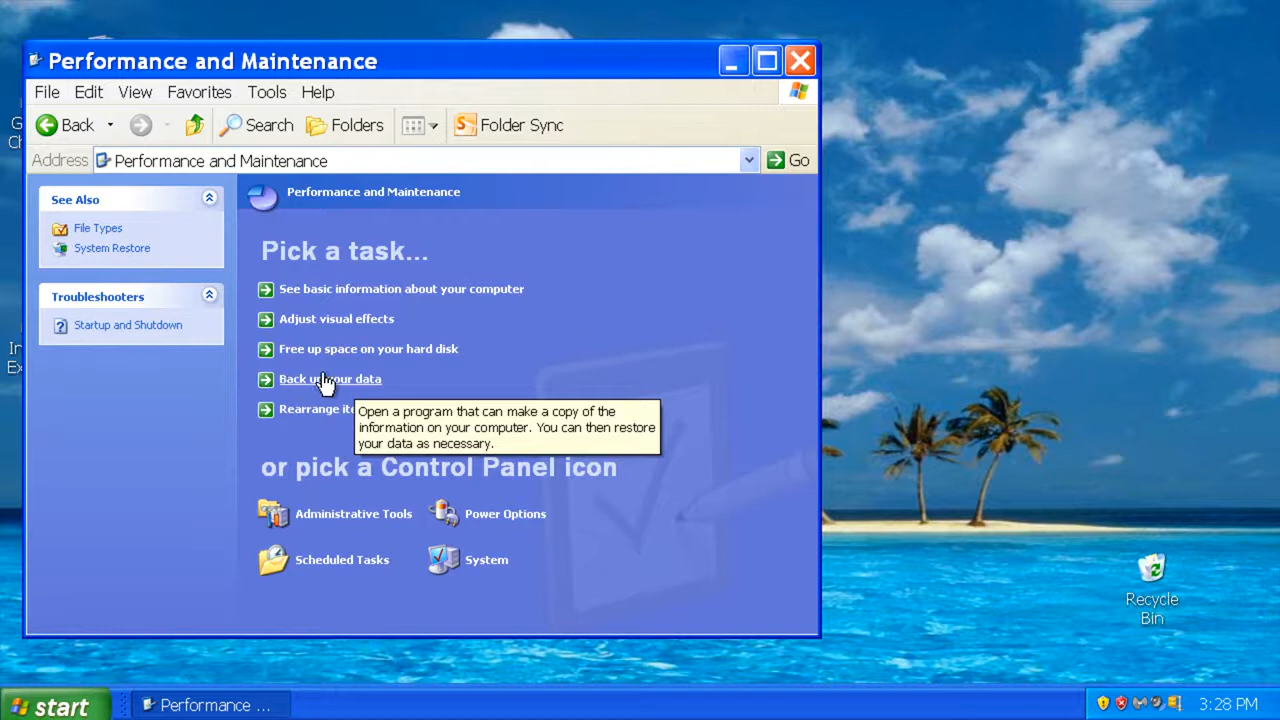 Performance and Maintenance
File Edit View Favorites Tools Help
Back Search Folders Folder Sync
Address Performance and Maintenance Go
See Also
File Types
System Restore
Troubleshooters
Startup and Shutdown
Performance and Maintenance
Pick a task...
See basic information about your computer
Adjust visual effects
Free up space on your hard disk
Back up your data
Rearrange
Open a program that can make a copy of the
information on your computer. You can then restore
your data as necessary.
or pick a Control Panel icon
Administrative Tools Power Options
Scheduled Tasks System
Recycle
Bin
start Performance ... 3:28 PM